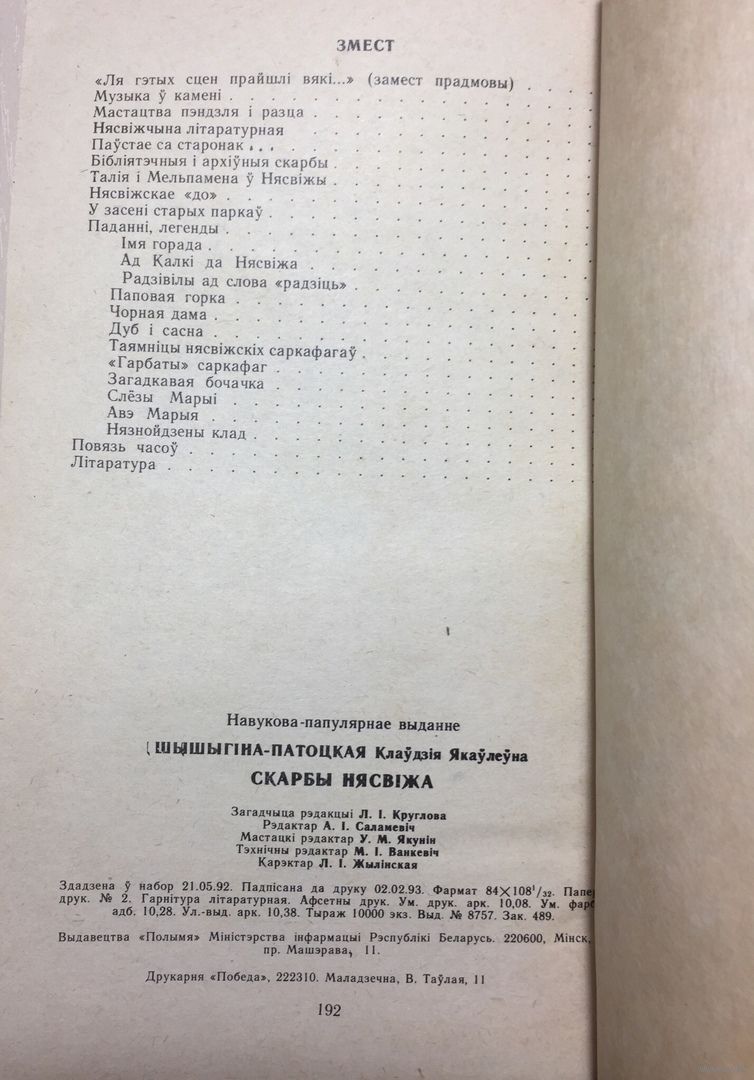 ЗМЕСТ
«Ля гэтых сцен прайшлі вякі...» (замест прадмовы) . .
Музыка ў камені . . . . . . . . . . . .
Мастацтва пэндзля і разца . . . . . . . . .
Нясвіжчына літаратурная . . . . . . . . .
Паўстае са старонак . . . . . . . . . . .
Бібліятэчныя і архіўныя скарбы . . . . . . . .
Талія і Мельпамена ў Нясвіжы . . . . . . . .
Нясвіжскае «до» . . . . . . . . . . . .
У засені старых паркаў . . . . . . . . . .
Паданні, легенды . . . . . . . . . . . .
Імя горада . . . . . . . . . . . .
Ад Калкі да Нясвіжа . . . . . . . . .
Радзівілы ад слова «радзіць» . . . . . . .
Паповая горка . . . . . . . . . . .
Чорная дама . . . . . . . . . . . .
Дуб і сасна . . . . . . . . . . . .
Таямніцы нясвіжскіх саркафагаў . . . . . . .
«Гарбаты» саркафаг . . . . . . . . . .
Загадкавая бочачка . . . . . . . . . .
Слёзы Марыі . . . . . . . . . . . .
Авэ Марыя . . . . . . . . . . . .
Нязнойдзены клад . . . . . . . . . .
Повязь часоў . . . . . . . . . . . . .
Літаратура . . . . . . . . . . . . . .
Навукова-папулярнае выданне
ШЫШЫГІНА-ПАТОЦКАЯ Клаўдзія Якаўлеўна
СКАРБЫ НЯСВІЖА
Загадчыца рэдакцыі Л. І. Круглова
Рэдактар А. І. Саламевіч
Мастацкі рэдактар У. М. Якунін
Тэхнічны рэдактар М. І. Ванкевіч
Карэктар Л. І. Жылінская
Здадзена ў набор 21.05.92. Падпісана да друку 02.02.93. Фармат 84×108¹/₃₂. Папе
друк. № 2. Гарнітура літаратурная. Афсетны друк. Ум. друк. арк. 10,08. Ум. фарб
адб. 10,28. Ул.-выд. арк. 10,38. Тыраж 10000 экз. Выд. № 8757. Зак. 489.
Выдавецтва «Полымя» Міністэрства інфармацыі Рэспублікі Беларусь. 220600, Мінск,
пр. Машэрава, 11.
Друкарня «Победа», 222310. Маладзечна, В. Таўлая, 11
192